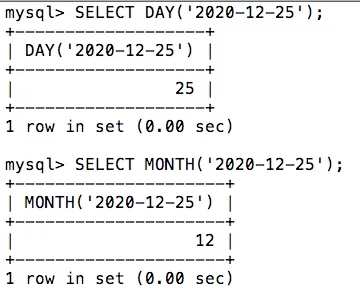 mysql> SELECT DAY('2020-12-25');
+-------------------+
| DAY('2020-12-25') |
+-------------------+
|                25 |
+-------------------+
1 row in set (0.00 sec)

mysql> SELECT MONTH('2020-12-25');
+---------------------+
| MONTH('2020-12-25') |
+---------------------+
|                  12 |
+---------------------+
1 row in set (0.00 sec)